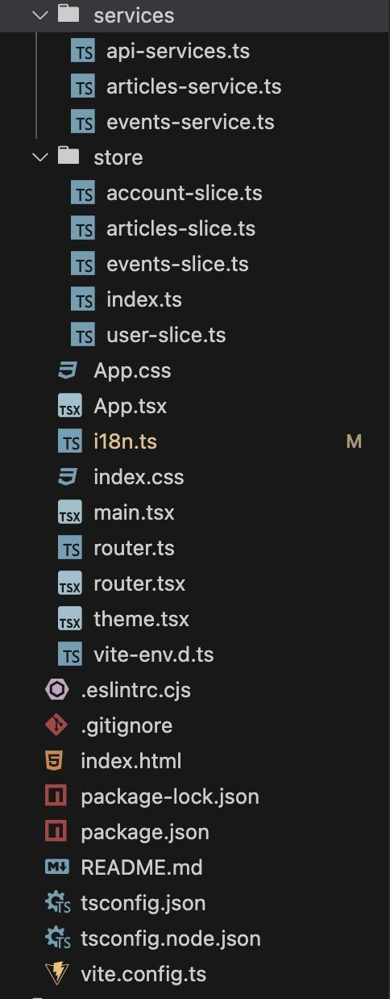 services
TS api-services.ts
TS articles-service.ts
TS events-service.ts
store
TS account-slice.ts
TS articles-slice.ts
TS events-slice.ts
TS index.ts
TS user-slice.ts
App.css
TSX App.tsx
TS i18n.ts M
index.css
TSX main.tsx
TS router.ts
TSX router.tsx
TSX theme.tsx
TS vite-env.d.ts
.eslintrc.cjs
.gitignore
5 index.html
package-lock.json
package.json
M README.md
TS tsconfig.json
TS tsconfig.node.json
vite.config.ts